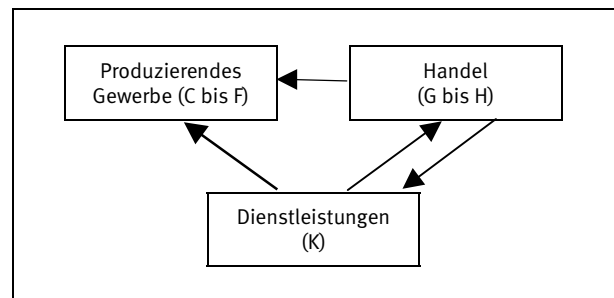 Produzierendes
Gewerbe (C bis F)
Handel
(G bis H)
Dienstleistungen
(K)